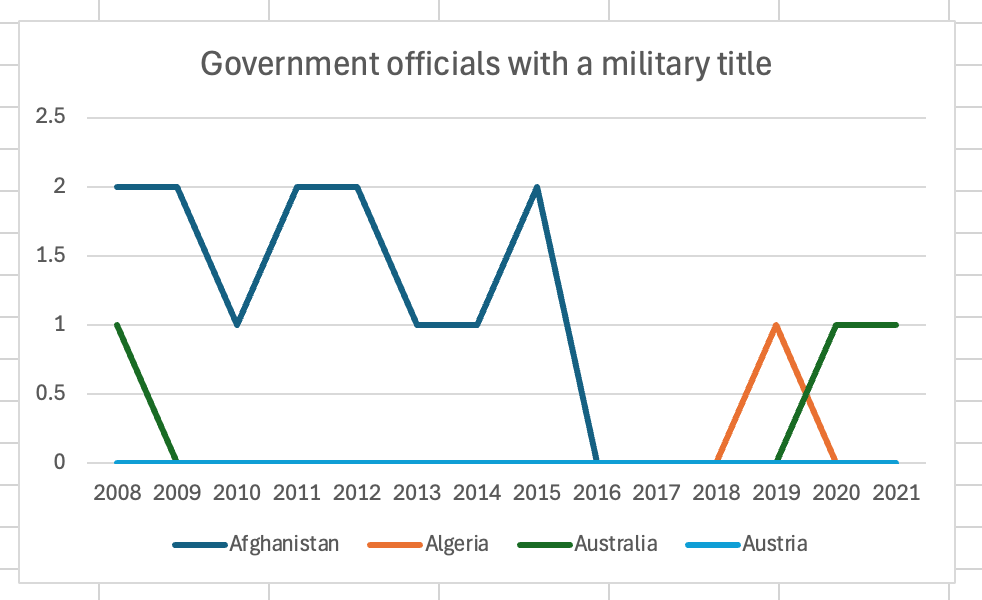 Government officials with a military title
2.5
2
1.5
1
0.5
0
2008 2009 2010 2011 2012 2013 2014 2015 2016 2017 2018 2019 2020 2021
Afghanistan Algeria Australia Austria